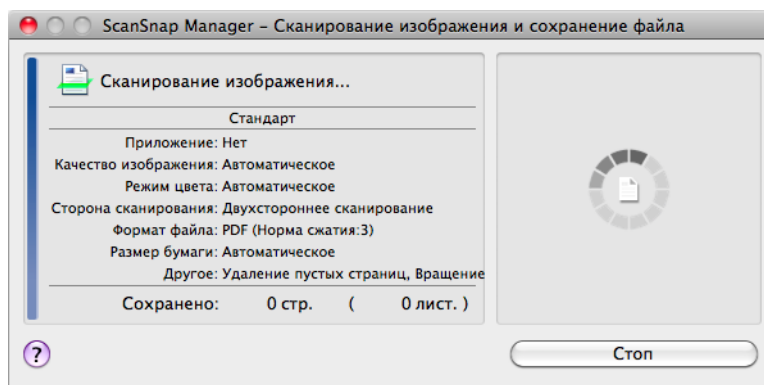 ScanSnap Manager – Сканирование изображения и сохранение файла
Сканирование изображения...
Стандарт
Приложение: Нет
Качество изображения: Автоматическое
Режим цвета: Автоматическое
Сторона сканирования: Двухстороннее сканирование
Формат файла: PDF (Норма сжатия:3)
Размер бумаги: Автоматическое
Другое: Удаление пустых страниц, Вращение
Сохранено: 0 стр. ( 0 лист. )
? Стоп